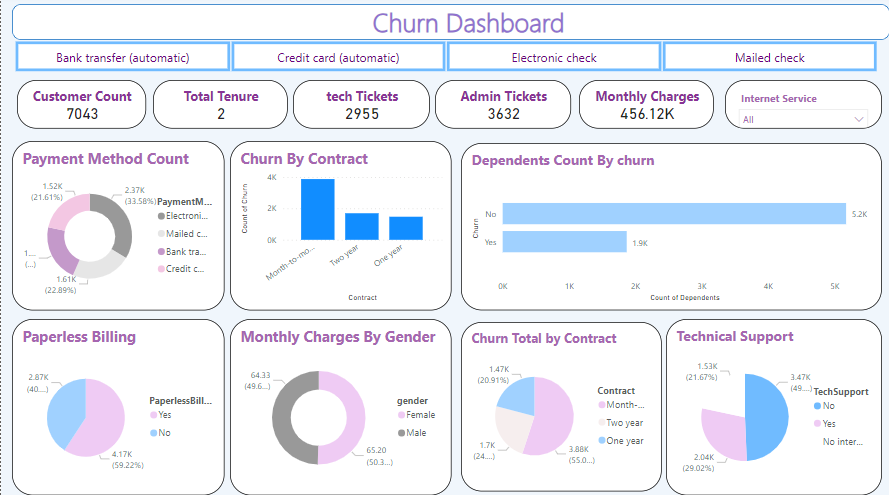 Churn Dashboard
Bank transfer (automatic)
Credit card (automatic)
Electronic check
Mailed check
Customer Count
7043
Total Tenure
2
tech Tickets
2955
Admin Tickets
3632
Monthly Charges
456.12K
Internet Service
All
Payment Method Count
1.52K
(21.61%)
2.37K
(33.58%)
1...
(...)
1.61K
(22.89%)
PaymentM...
Electroni...
Mailed c...
Bank tra...
Credit c...
Churn By Contract
Count of Churn
4K
2K
0K
Month-to-mo...
Two year
One year
Contract
Dependents Count By churn
Churn
No
5.2K
Yes
1.9K
0K
1K
2K
3K
4K
5K
Count of Dependents
Paperless Billing
2.87K
(40....)
4.17K
(59.22%)
PaperlessBill...
Yes
No
Monthly Charges By Gender
64.33
(49.6...)
65.20
(50.3...)
gender
Female
Male
Churn Total by Contract
1.47K
(20.91%)
1.7K
(24....)
3.88K
(55.0...)
Contract
Month-...
Two year
One year
Technical Support
1.53K
(21.67%)
3.47K
(49....)
2.04K
(29.02%)
TechSupport
No
Yes
No inter...